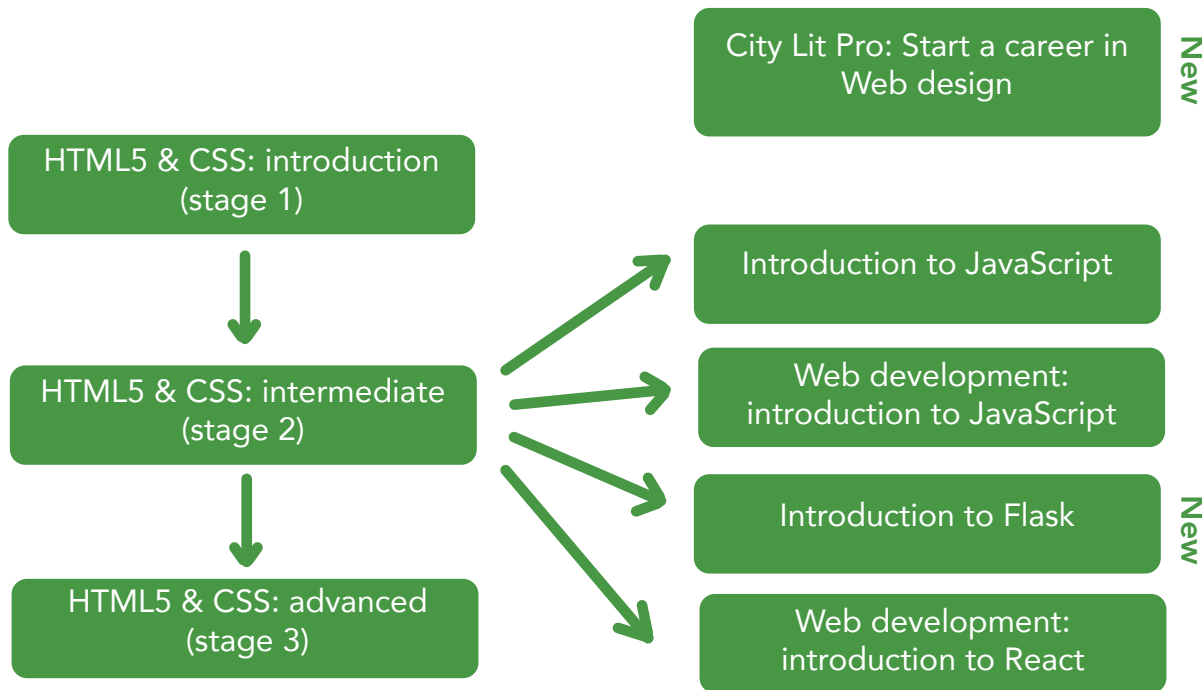 City Lit Pro: Start a career in
Web design
New
HTML5 & CSS: introduction
(stage 1)
Introduction to JavaScript
HTML5 & CSS: intermediate
(stage 2)
Web development:
introduction to JavaScript
Introduction to Flask
New
HTML5 & CSS: advanced
(stage 3)
Web development:
introduction to React